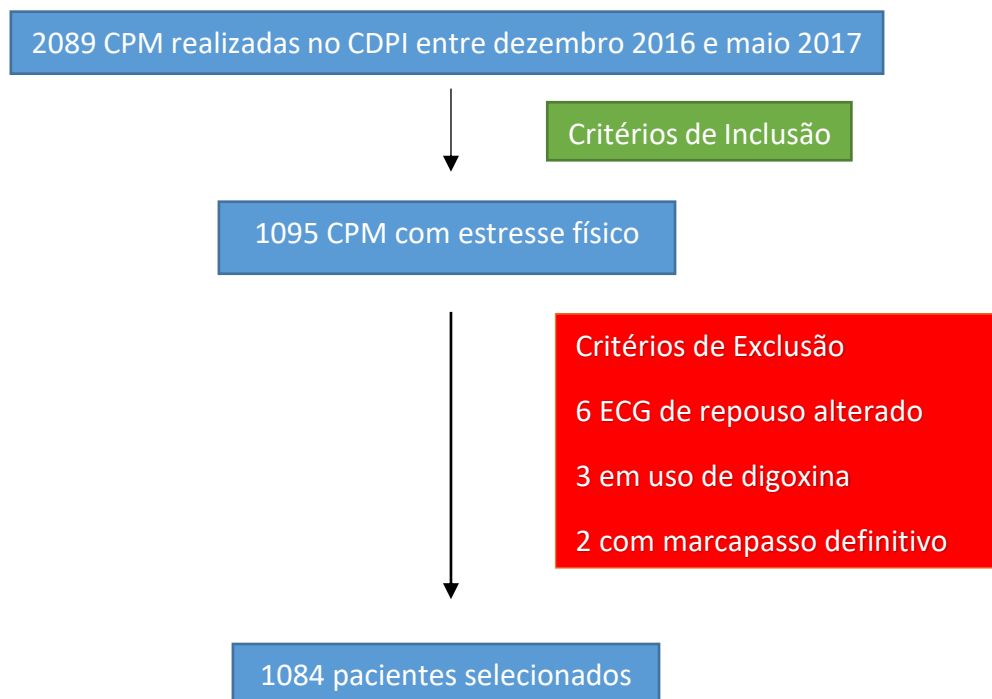 2089 CPM realizadas no CDPI entre dezembro 2016 e maio 2017
Critérios de Inclusão
1095 CPM com estresse físico
Critérios de Exclusão
6 ECG de repouso alterado
3 em uso de digoxina
2 com marcapasso definitivo
1084 pacientes selecionados